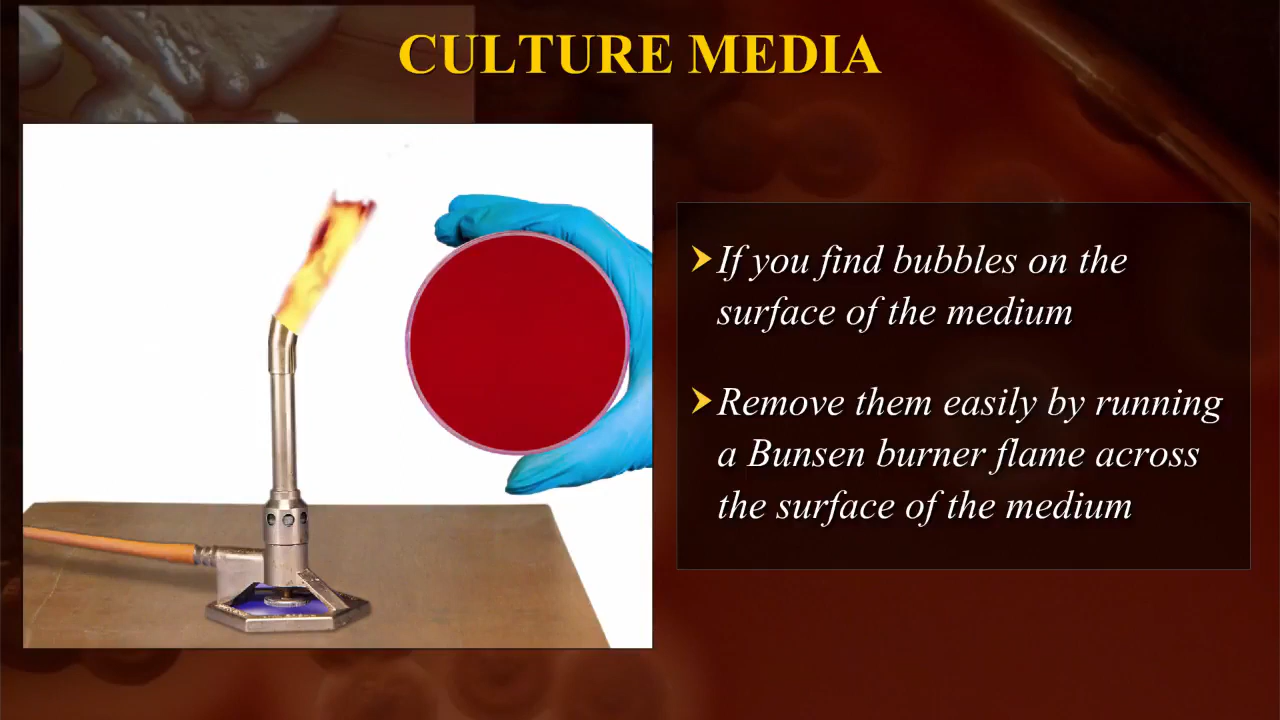 CULTURE MEDIA
If you find bubbles on the
surface of the medium
Remove them easily by running
a Bunsen burner flame across
the surface of the medium